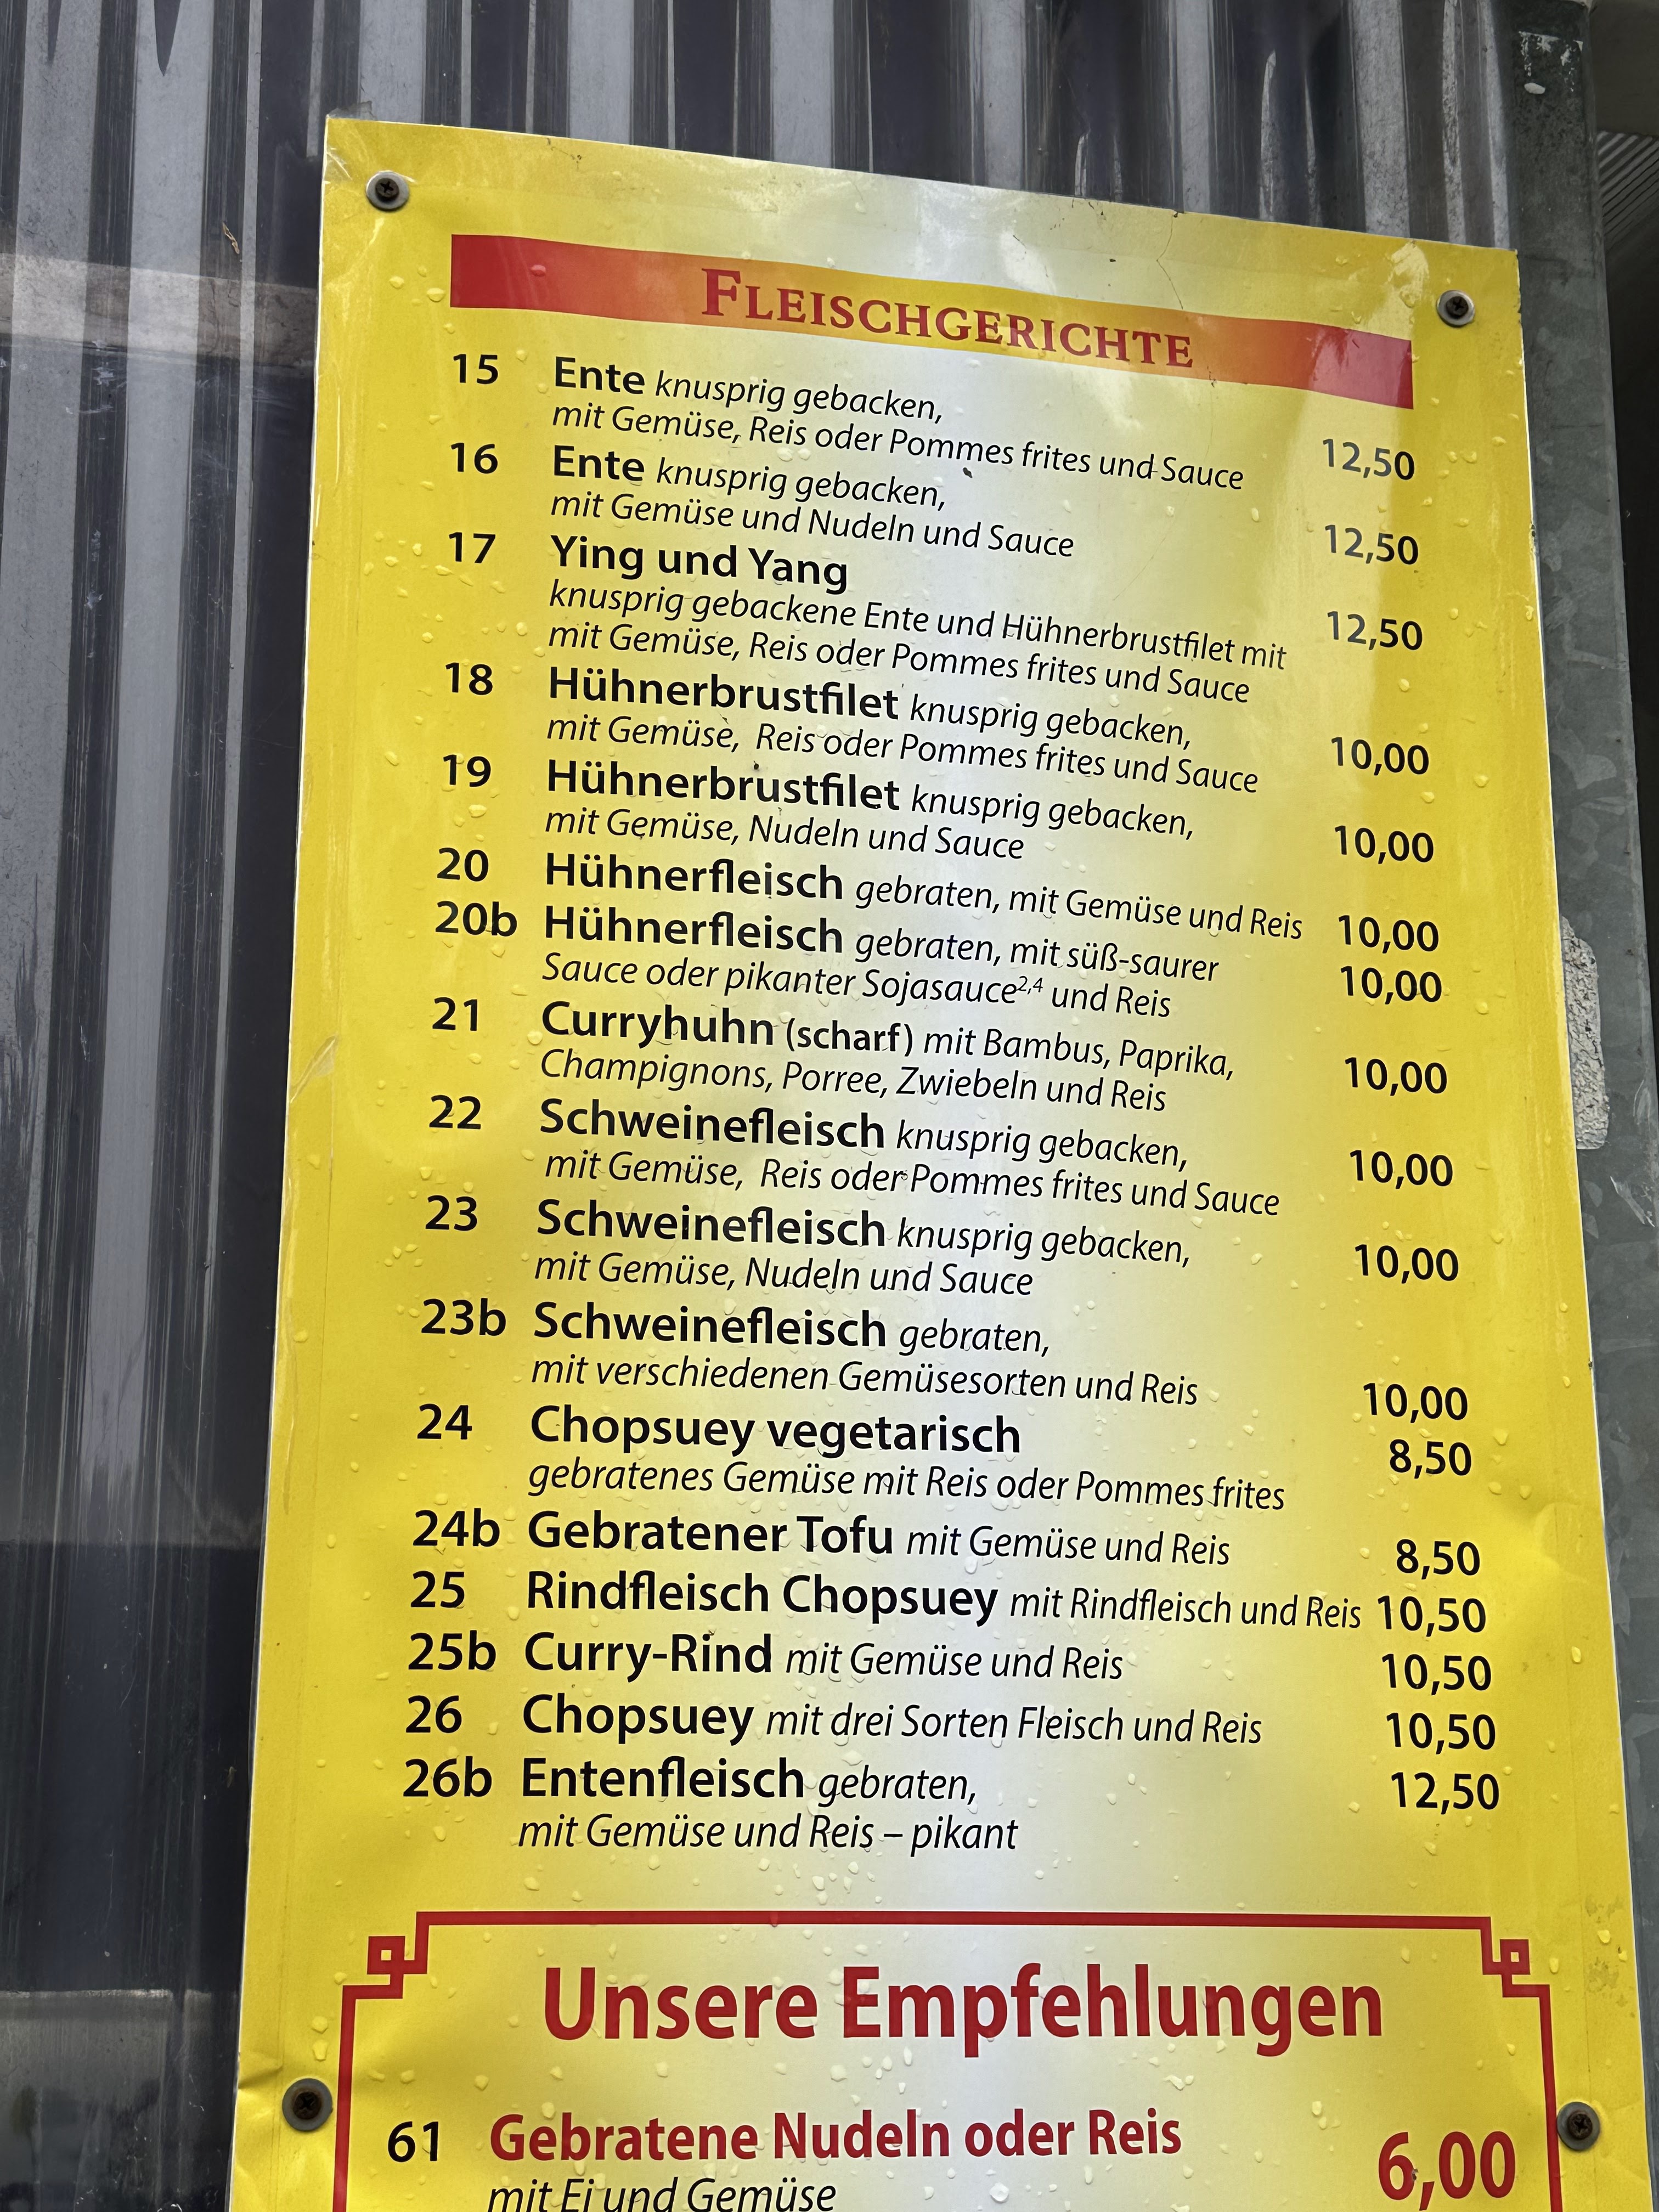 FLEISCHGERICHTE
15 Ente knusprig gebacken,
mit Gemüse, Reis oder Pommes frites und Sauce 12,50
16 Ente knusprig gebacken,
mit Gemüse und Nudeln und Sauce 12,50
17 Ying und Yang
knusprig gebackene Ente und Hühnerbrustfilet mit 12,50
mit Gemüse, Reis oder Pommes frites und Sauce
18 Hühnerbrustfilet knusprig gebacken,
mit Gemüse, Reis oder Pommes frites und Sauce 10,00
19 Hühnerbrustfilet knusprig gebacken,
mit Gemüse, Nudeln und Sauce 10,00
20 Hühnerfleisch gebraten, mit Gemüse und Reis 10,00
20b Hühnerfleisch gebraten, mit süß-saurer 10,00
Sauce oder pikanter Sojasauce2,4 und Reis
21 Curryhuhn (scharf) mit Bambus, Paprika, 10,00
Champignons, Porree, Zwiebeln und Reis
22 Schweinefleisch knusprig gebacken, 10,00
mit Gemüse, Reis oder Pommes frites und Sauce
23 Schweinefleisch knusprig gebacken, 10,00
mit Gemüse, Nudeln und Sauce
23b Schweinefleisch gebraten,
mit verschiedenen Gemüsesorten und Reis 10,00
24 Chopsuey vegetarisch 8,50
gebratenes Gemüse mit Reis oder Pommes frites
24b Gebratener Tofu mit Gemüse und Reis 8,50
25 Rindfleisch Chopsuey mit Rindfleisch und Reis 10,50
25b Curry-Rind mit Gemüse und Reis 10,50
26 Chopsuey mit drei Sorten Fleisch und Reis 10,50
26b Entenfleisch gebraten, 12,50
mit Gemüse und Reis – pikant
Unsere Empfehlungen
61 Gebratene Nudeln oder Reis 6,00
mit Ei und Gemüse